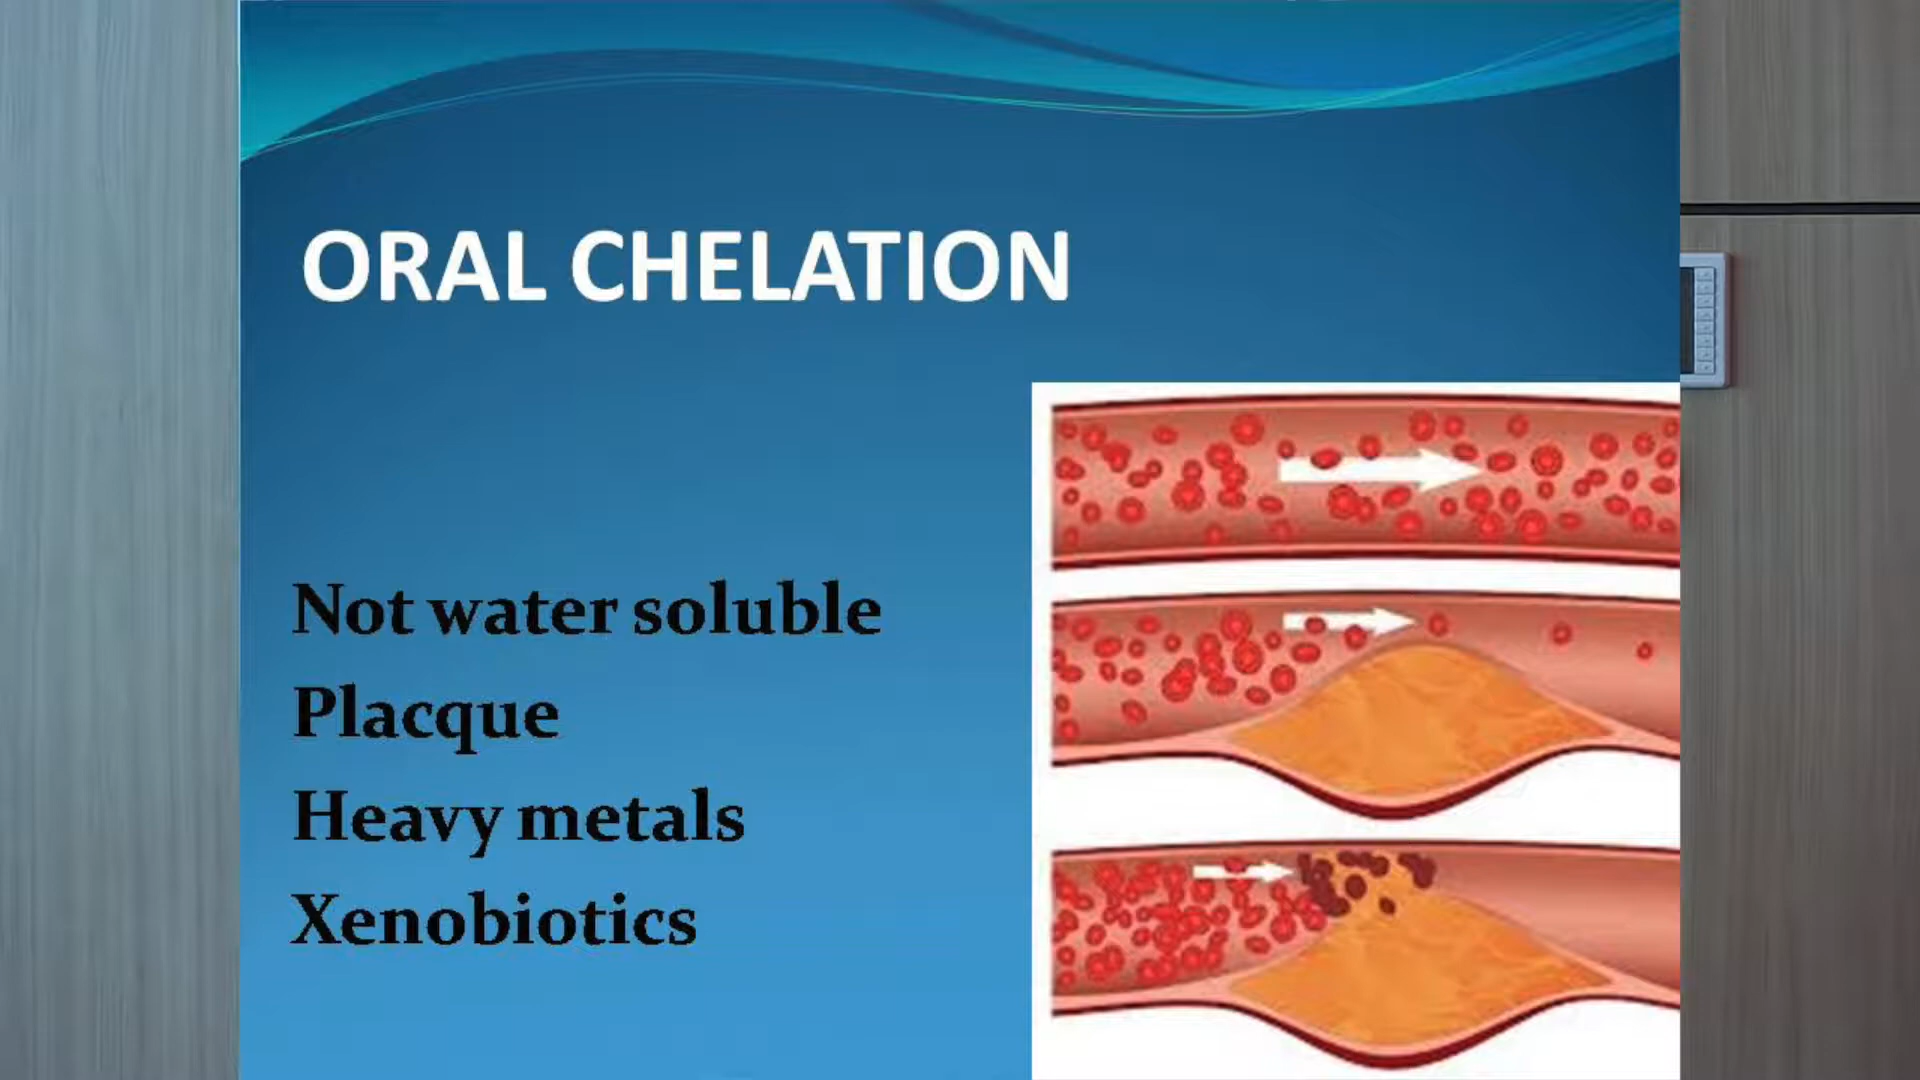 ORAL CHELATION
Not water soluble
Placque
Heavy metals
Xenobiotics